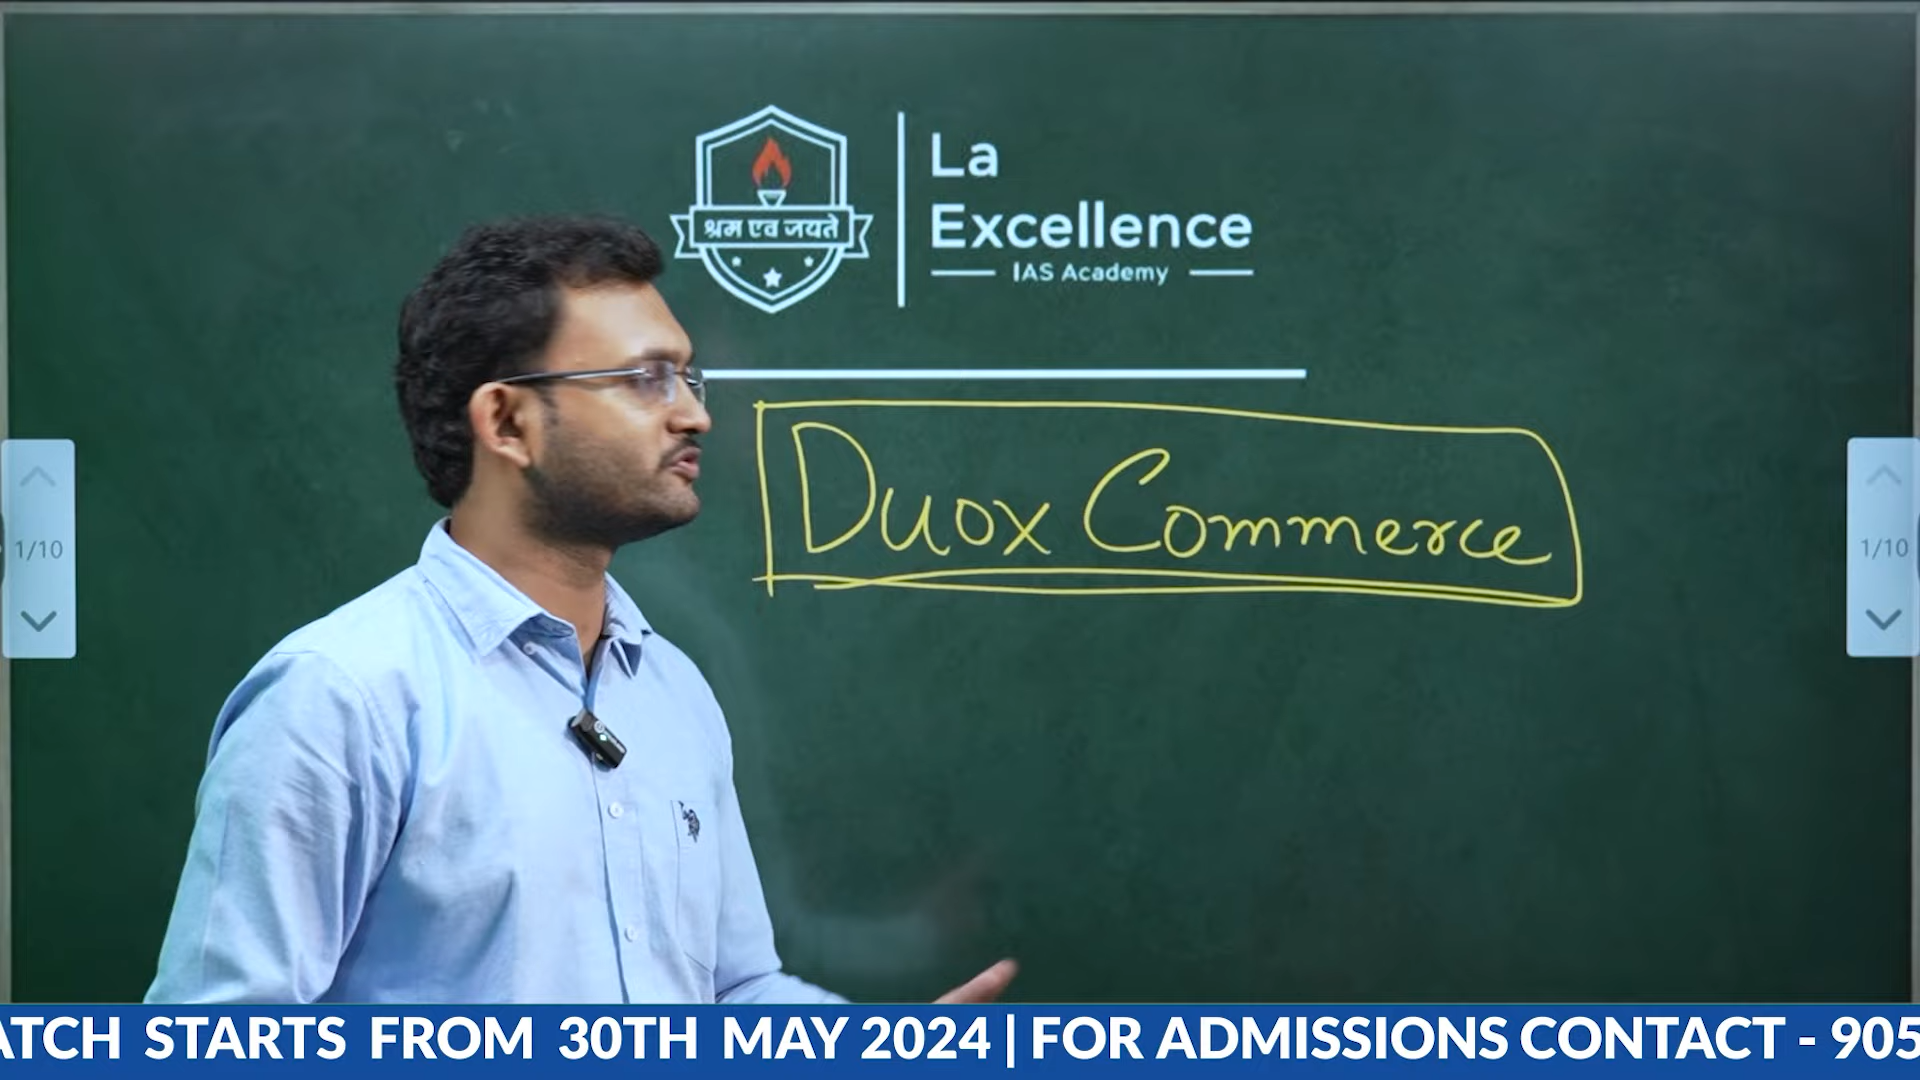 La
Excellence
IAS Academy
श्रम एव जयते
Duox Commerce
1/10
1/10
ATCH STARTS FROM 30TH MAY 2024 | FOR ADMISSIONS CONTACT - 905